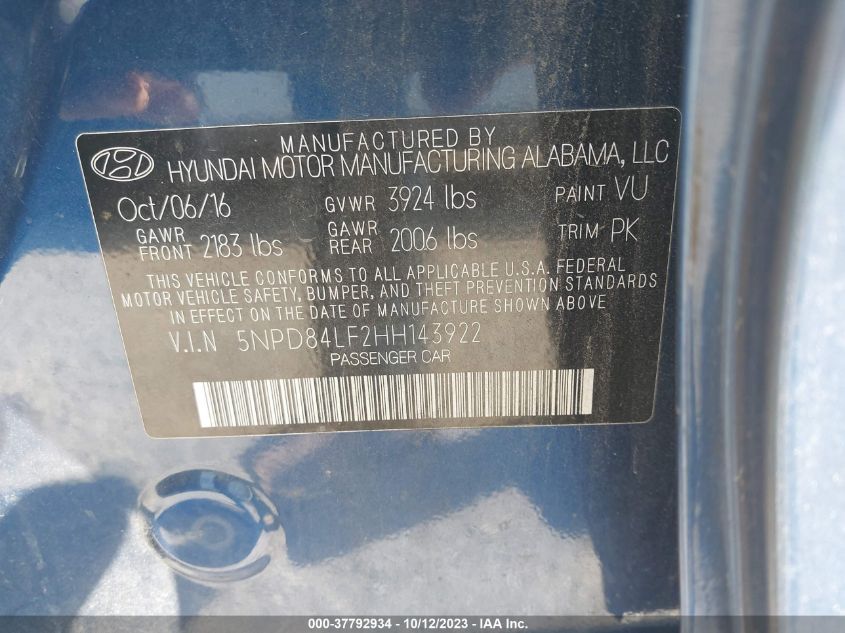 MANUFACTURED BY
HYUNDAI MOTOR MANUFACTURING ALABAMA, LLC
Oct/06/16 GVWR 3924 lbs PAINT VU
GAWR FRONT 2183 lbs GAWR REAR 2006 lbs TRIM PK
THIS VEHICLE CONFORMS TO ALL APPLICABLE U.S.A. FEDERAL
MOTOR VEHICLE SAFETY, BUMPER, AND THEFT PREVENTION STANDARDS
IN EFFECT ON THE DATE OF MANUFACTURE SHOWN ABOVE
V.I.N 5NPD84LF2HH143922
PASSENGER CAR
000-37792934 - 10/12/2023 - IAA, Inc.